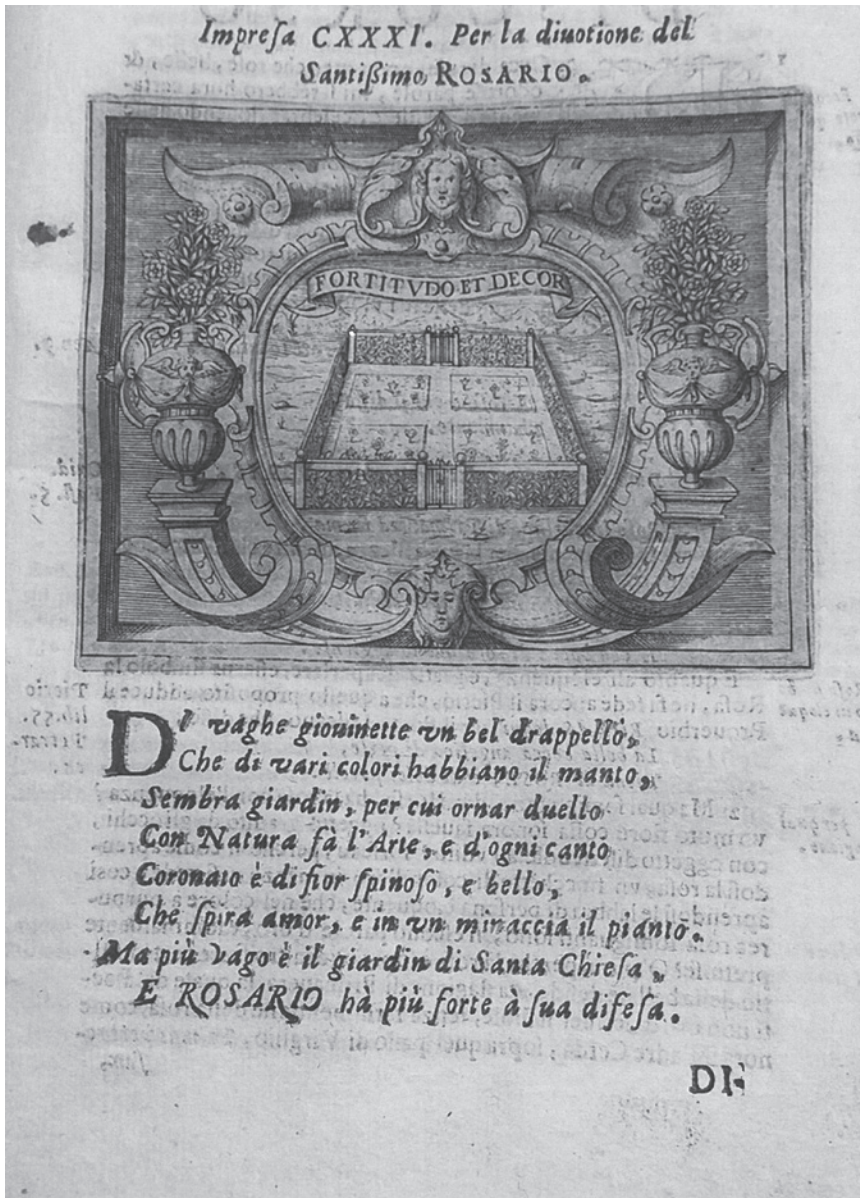 Impreſa CXXXI. Per la diuotione del
Santiſsimo ROSARIO.
FORTITVDO ET DECOR
DI vaghe giouinette vn bel drappello,
Che di vari colori habbiano il manto,
Sembra giardin, per cui ornar duello
Con Natura fà l'Arte, e d'ogni canto
Coronato è di fior ſpinoſo, e bello,
Che ſpira amor, e in vn minaccia il pianto.
Ma più vago è il giardin di Santa Chieſa,
E ROSARIO hà più forte à ſua difeſa.
DI-